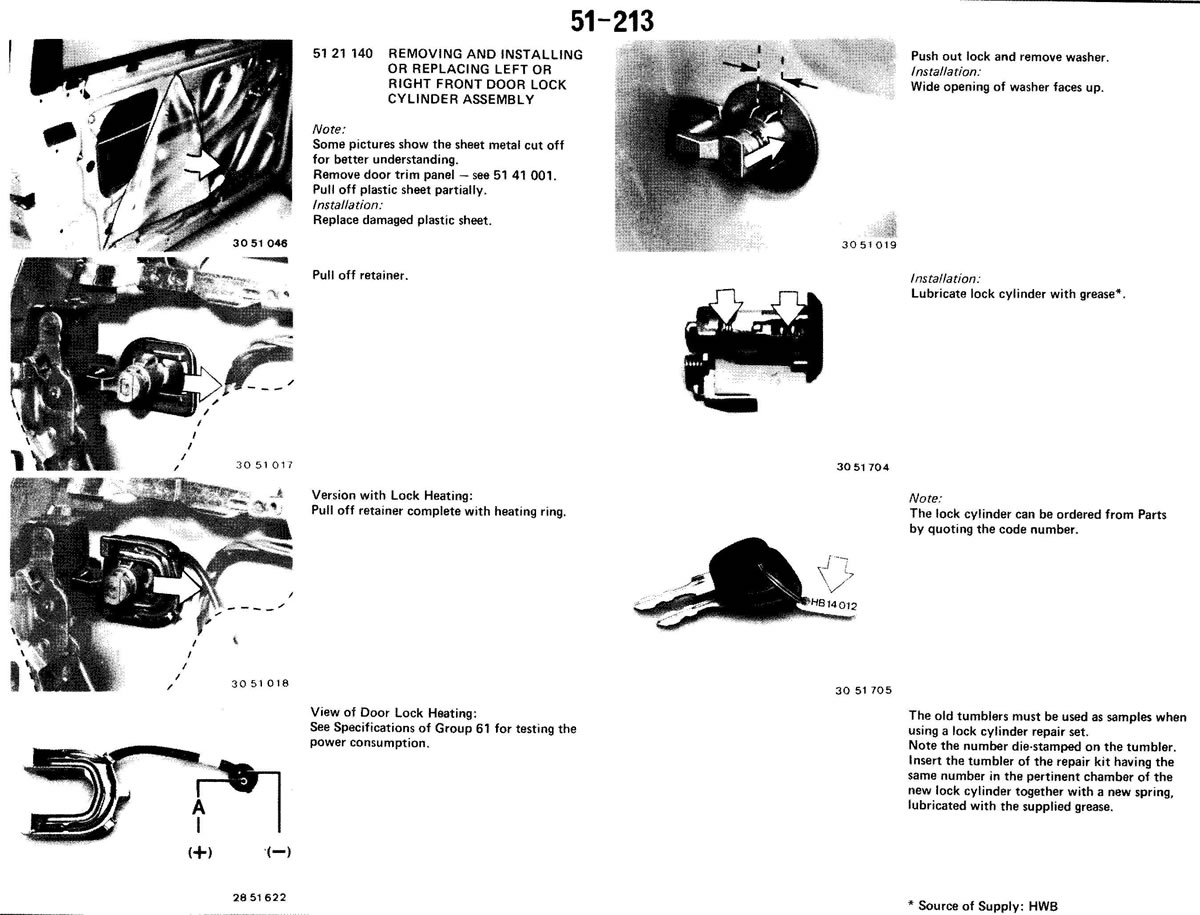 51-213
51 21 140 REMOVING AND INSTALLING
OR REPLACING LEFT OR
RIGHT FRONT DOOR LOCK
CYLINDER ASSEMBLY
Note:
Some pictures show the sheet metal cut off
for better understanding.
Remove door trim panel – see 51 41 001.
Pull off plastic sheet partially.
Installation:
Replace damaged plastic sheet.
30 51 046
Pull off retainer.
30 51 017
Version with Lock Heating:
Pull off retainer complete with heating ring.
30 51 018
View of Door Lock Heating:
See Specifications of Group 61 for testing the
power consumption.
A
(+) (–)
28 51 622
Push out lock and remove washer.
Installation:
Wide opening of washer faces up.
30 51 019
Installation:
Lubricate lock cylinder with grease*.
30 51 704
Note:
The lock cylinder can be ordered from Parts
by quoting the code number.
HB 14 012
30 51 705
The old tumblers must be used as samples when
using a lock cylinder repair set.
Note the number die-stamped on the tumbler.
Insert the tumbler of the repair kit having the
same number in the pertinent chamber of the
new lock cylinder together with a new spring,
lubricated with the supplied grease.
* Source of Supply: HWB